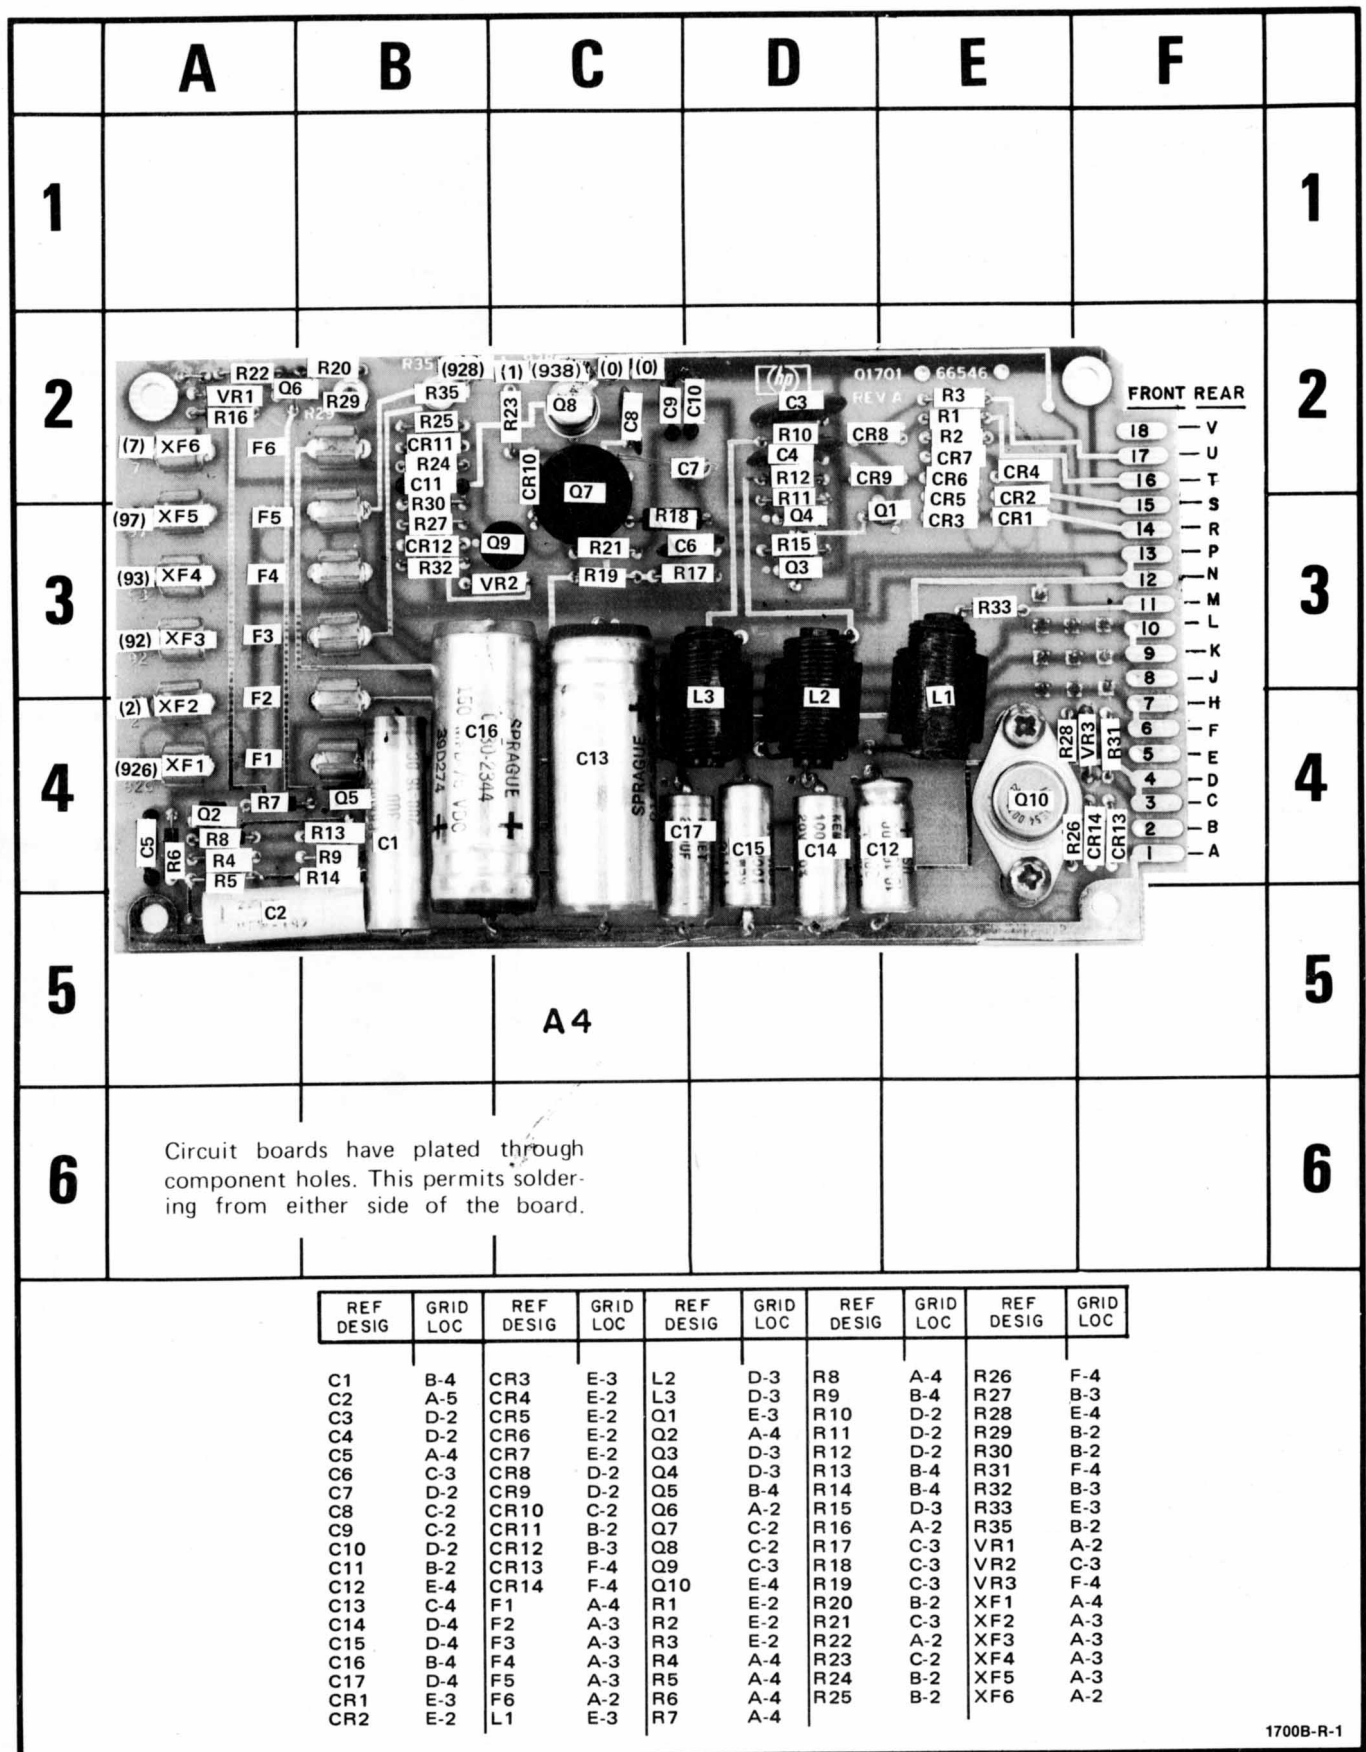 A B C D E F
1 1
2 2
3 3
4 4
5 5
6 6
R22 R20 (928) (1) (938) (0) (0) hp Q1701 66546
VR1 Q6 R29 R35 R23 Q8 C8 C9 C10 C3 REV A R3
R16 R29 R25 R1
FRONT REAR
(7) XF6 F6 CR11 R10 CR8 R2 18 V
R24 CR10 C7 C4 CR7 17 U
C11 Q7 R12 CR9 CR6 CR4 16 T
R30 R11 CR5 CR2 15 S
(97) XF5 F5 R27 R18 Q4 Q1 CR3 CR1 14 R
CR12 Q9 R21 C6 R15 13 P
(93) XF4 F4 R32 VR2 R19 R17 Q3 12 N
R33 11 M
(92) XF3 F3 10 L
9 K
8 J
(2) XF2 F2 L3 L2 L1 7 H
C16 SPRAGUE 39D274 C13 SPRAGUE R28 VR3 R31 6 F
(926) XF1 F1 5 E
4 D
R7 Q5 Q10 3 C
Q2 C1 C17 C15 C14 C12 2 B
C5 R6 R8 R13 R26 CR14 CR13 1 A
R4 R9
R5 R14
C2
A4
Circuit boards have plated through
component holes. This permits solder-
ing from either side of the board.
REF DESIG GRID LOC REF DESIG GRID LOC REF DESIG GRID LOC REF DESIG GRID LOC REF DESIG GRID LOC
C1 B-4 CR3 E-3 L2 D-3 R8 A-4 R26 F-4
C2 A-5 CR4 E-2 L3 D-3 R9 B-4 R27 B-3
C3 D-2 CR5 E-2 Q1 E-3 R10 D-2 R28 E-4
C4 D-2 CR6 E-2 Q2 A-4 R11 D-2 R29 B-2
C5 A-4 CR7 E-2 Q3 D-3 R12 D-2 R30 B-2
C6 C-3 CR8 D-2 Q4 D-3 R13 B-4 R31 F-4
C7 D-2 CR9 D-2 Q5 B-4 R14 B-4 R32 B-3
C8 C-2 CR10 C-2 Q6 A-2 R15 D-3 R33 E-3
C9 C-2 CR11 B-2 Q7 C-2 R16 A-2 R35 B-2
C10 D-2 CR12 B-3 Q8 C-2 R17 C-3 VR1 A-2
C11 B-2 CR13 F-4 Q9 C-3 R18 C-3 VR2 C-3
C12 E-4 CR14 F-4 Q10 E-4 R19 C-3 VR3 F-4
C13 C-4 F1 A-4 R1 E-2 R20 B-2 XF1 A-4
C14 D-4 F2 A-3 R2 E-2 R21 C-3 XF2 A-3
C15 D-4 F3 A-3 R3 E-2 R22 A-2 XF3 A-3
C16 B-4 F4 A-3 R4 A-4 R23 C-2 XF4 A-3
C17 D-4 F5 A-3 R5 A-4 R24 B-2 XF5 A-3
CR1 E-3 F6 A-2 R6 A-4 R25 B-2 XF6 A-2
CR2 E-2 L1 E-3 R7 A-4
1700B-R-1